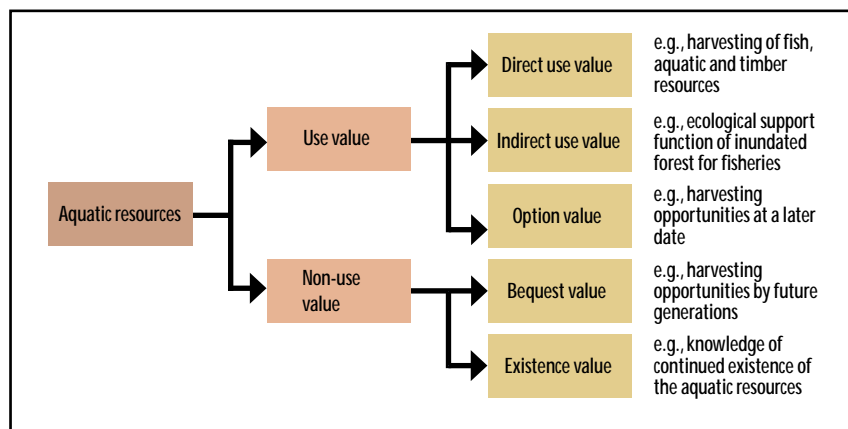 Aquatic resources
Use value
Non-use
value
Direct use value
e.g., harvesting of fish,
aquatic and timber
resources
Indirect use value
e.g., ecological support
function of inundated
forest for fisheries
Option value
e.g., harvesting
opportunities at a later
date
Bequest value
e.g., harvesting
opportunities by future
generations
Existence value
e.g., knowledge of
continued existence of
the aquatic resources